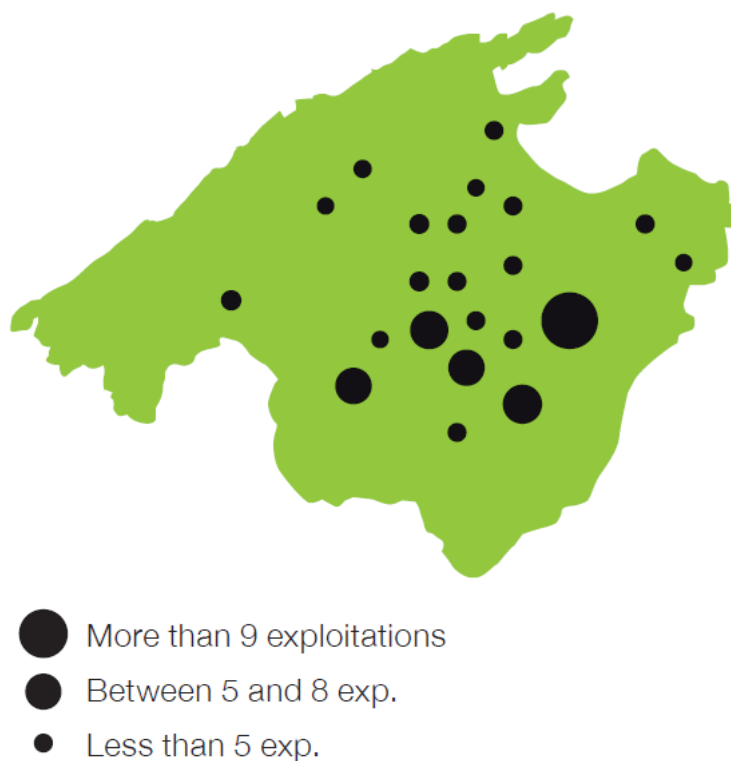 More than 9 exploitations
Between 5 and 8 exp.
Less than 5 exp.